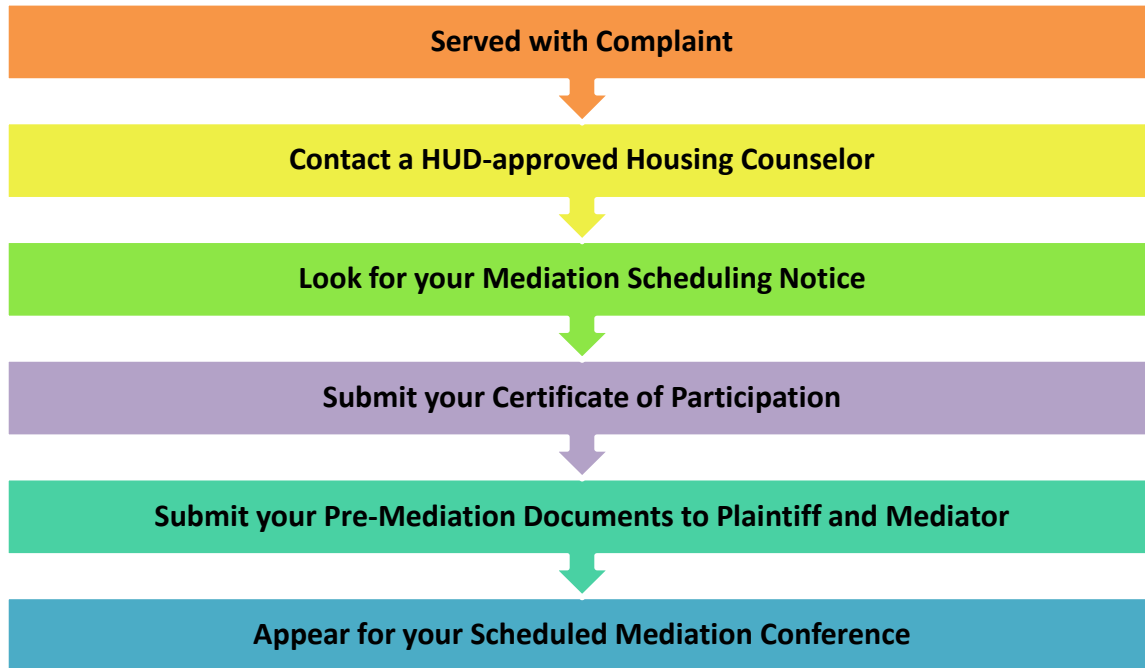 Served with Complaint
Contact a HUD-approved Housing Counselor
Look for your Mediation Scheduling Notice
Submit your Certificate of Participation
Submit your Pre-Mediation Documents to Plaintiff and Mediator
Appear for your Scheduled Mediation Conference